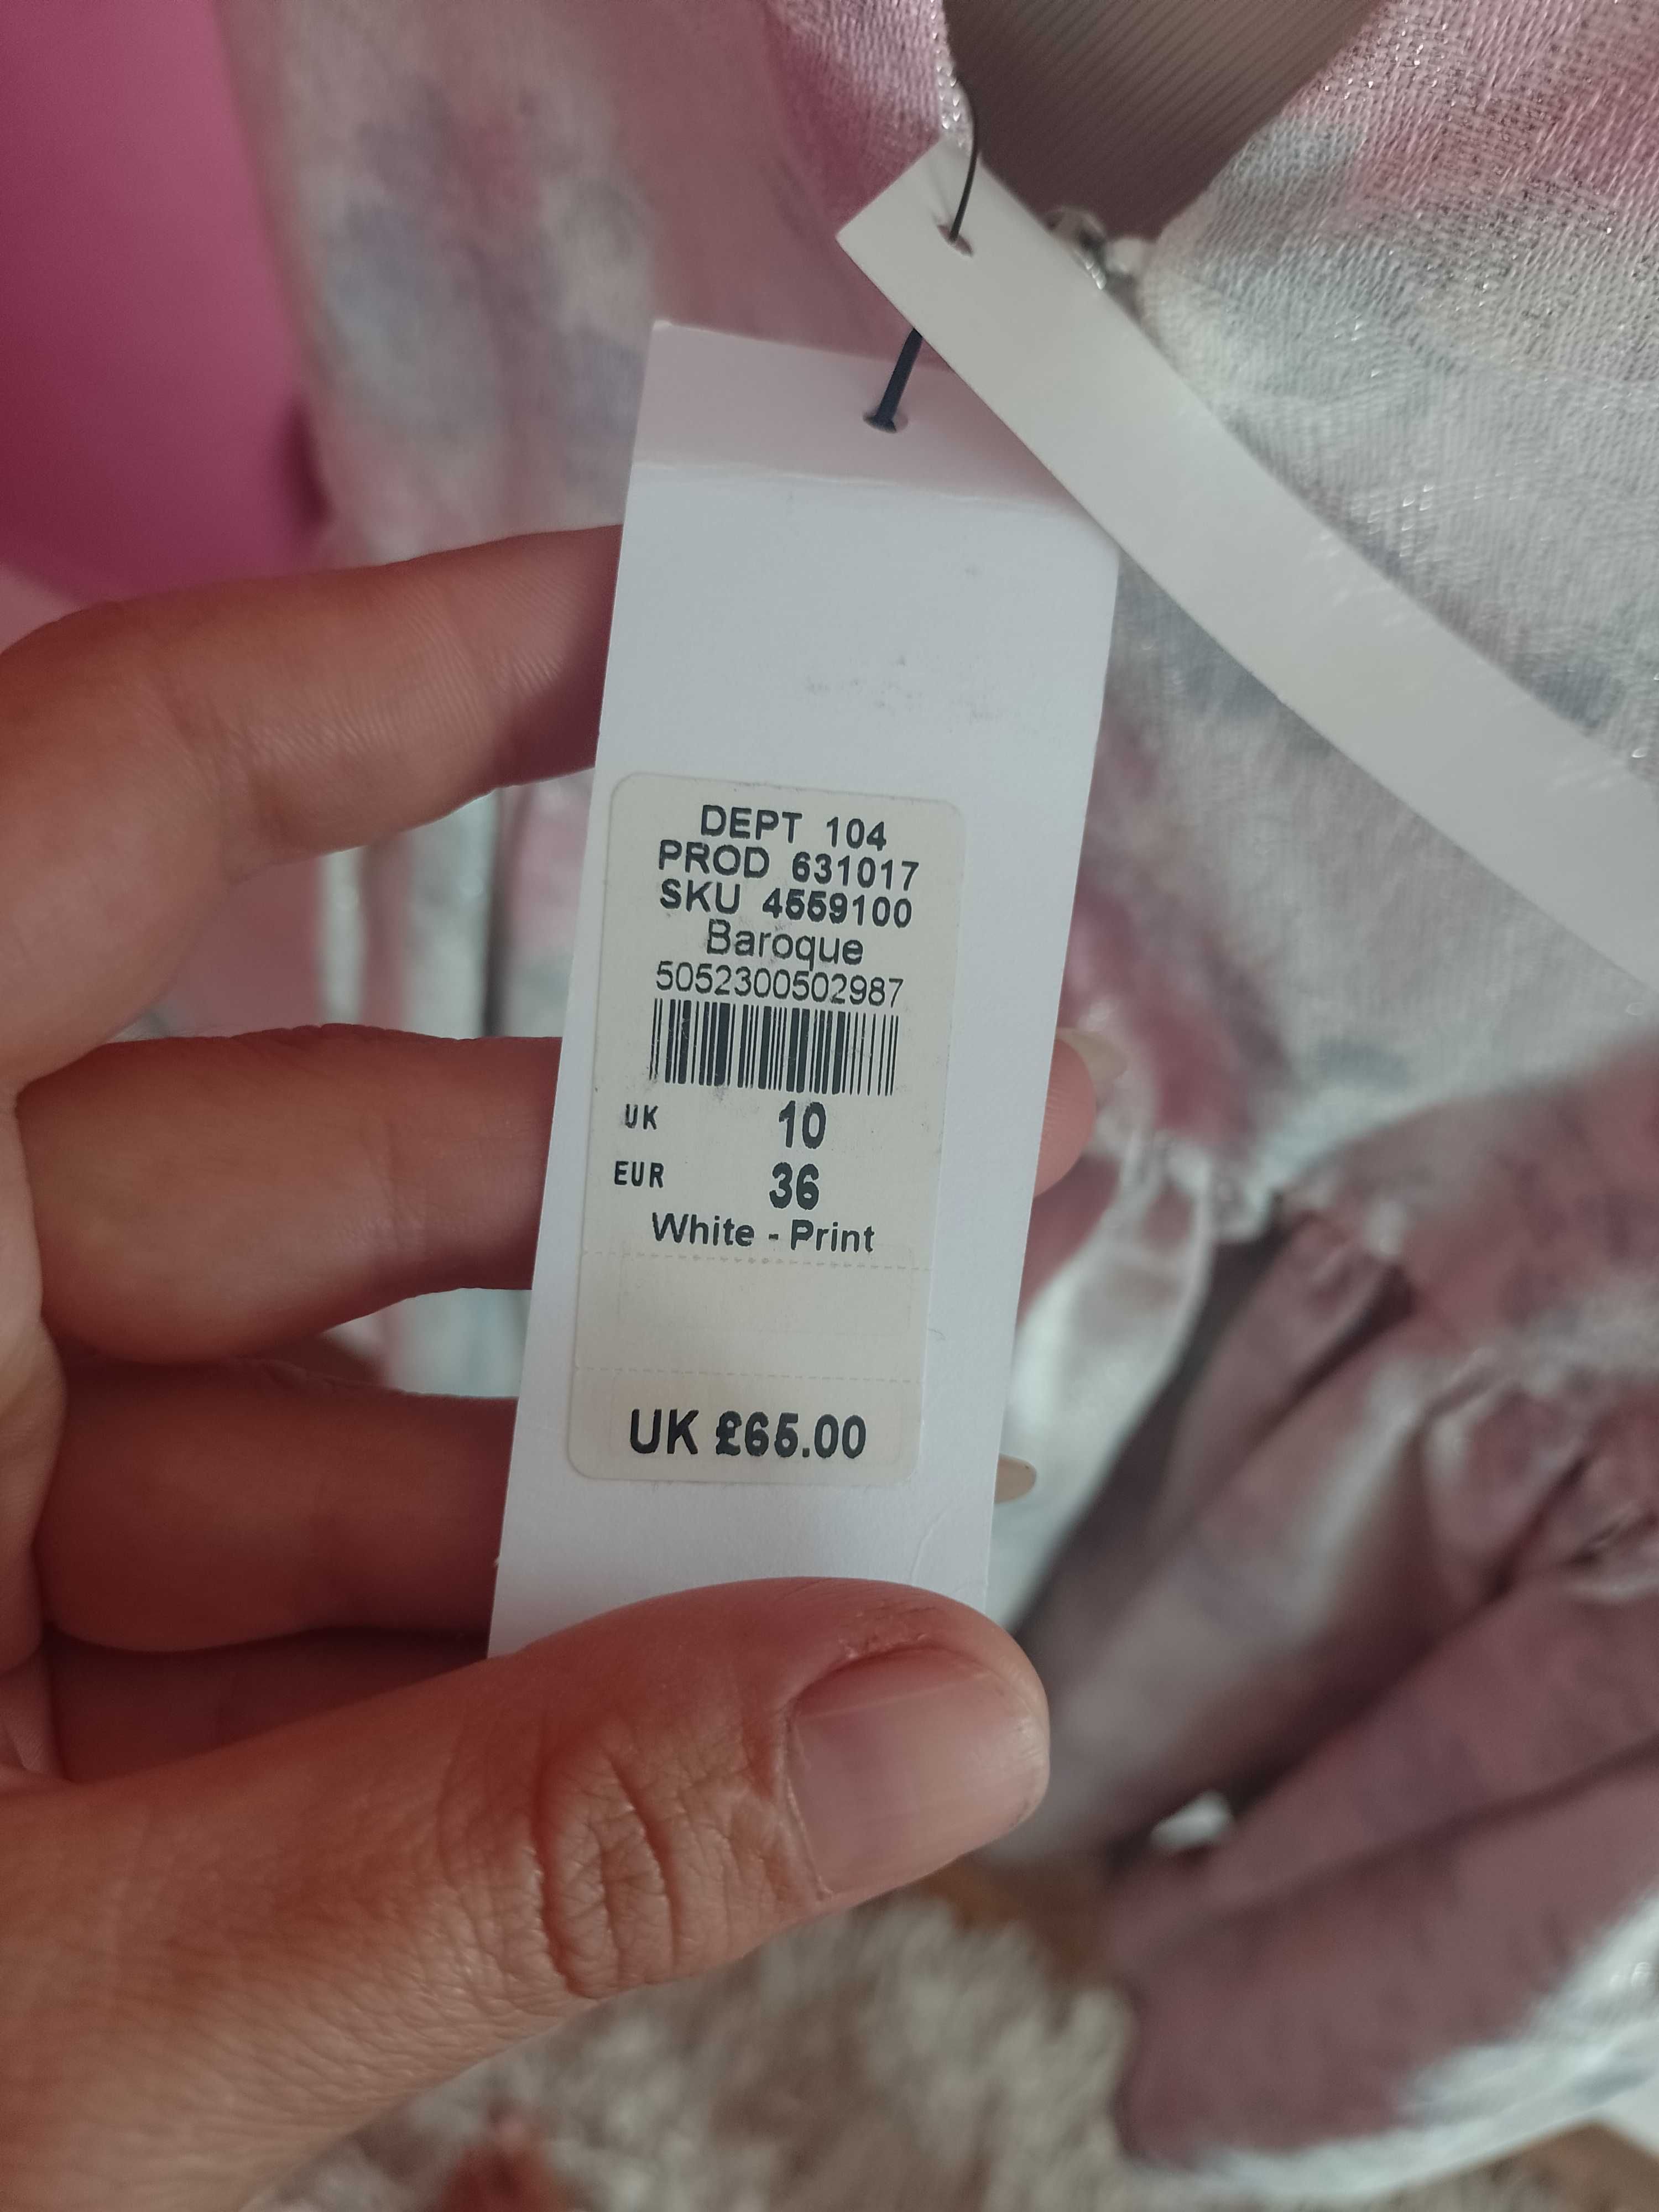 DEPT 104
PROD 631017
SKU 4559100
Baroque
5052300502987
UK 10
EUR 36
White - Print
UK £65.00